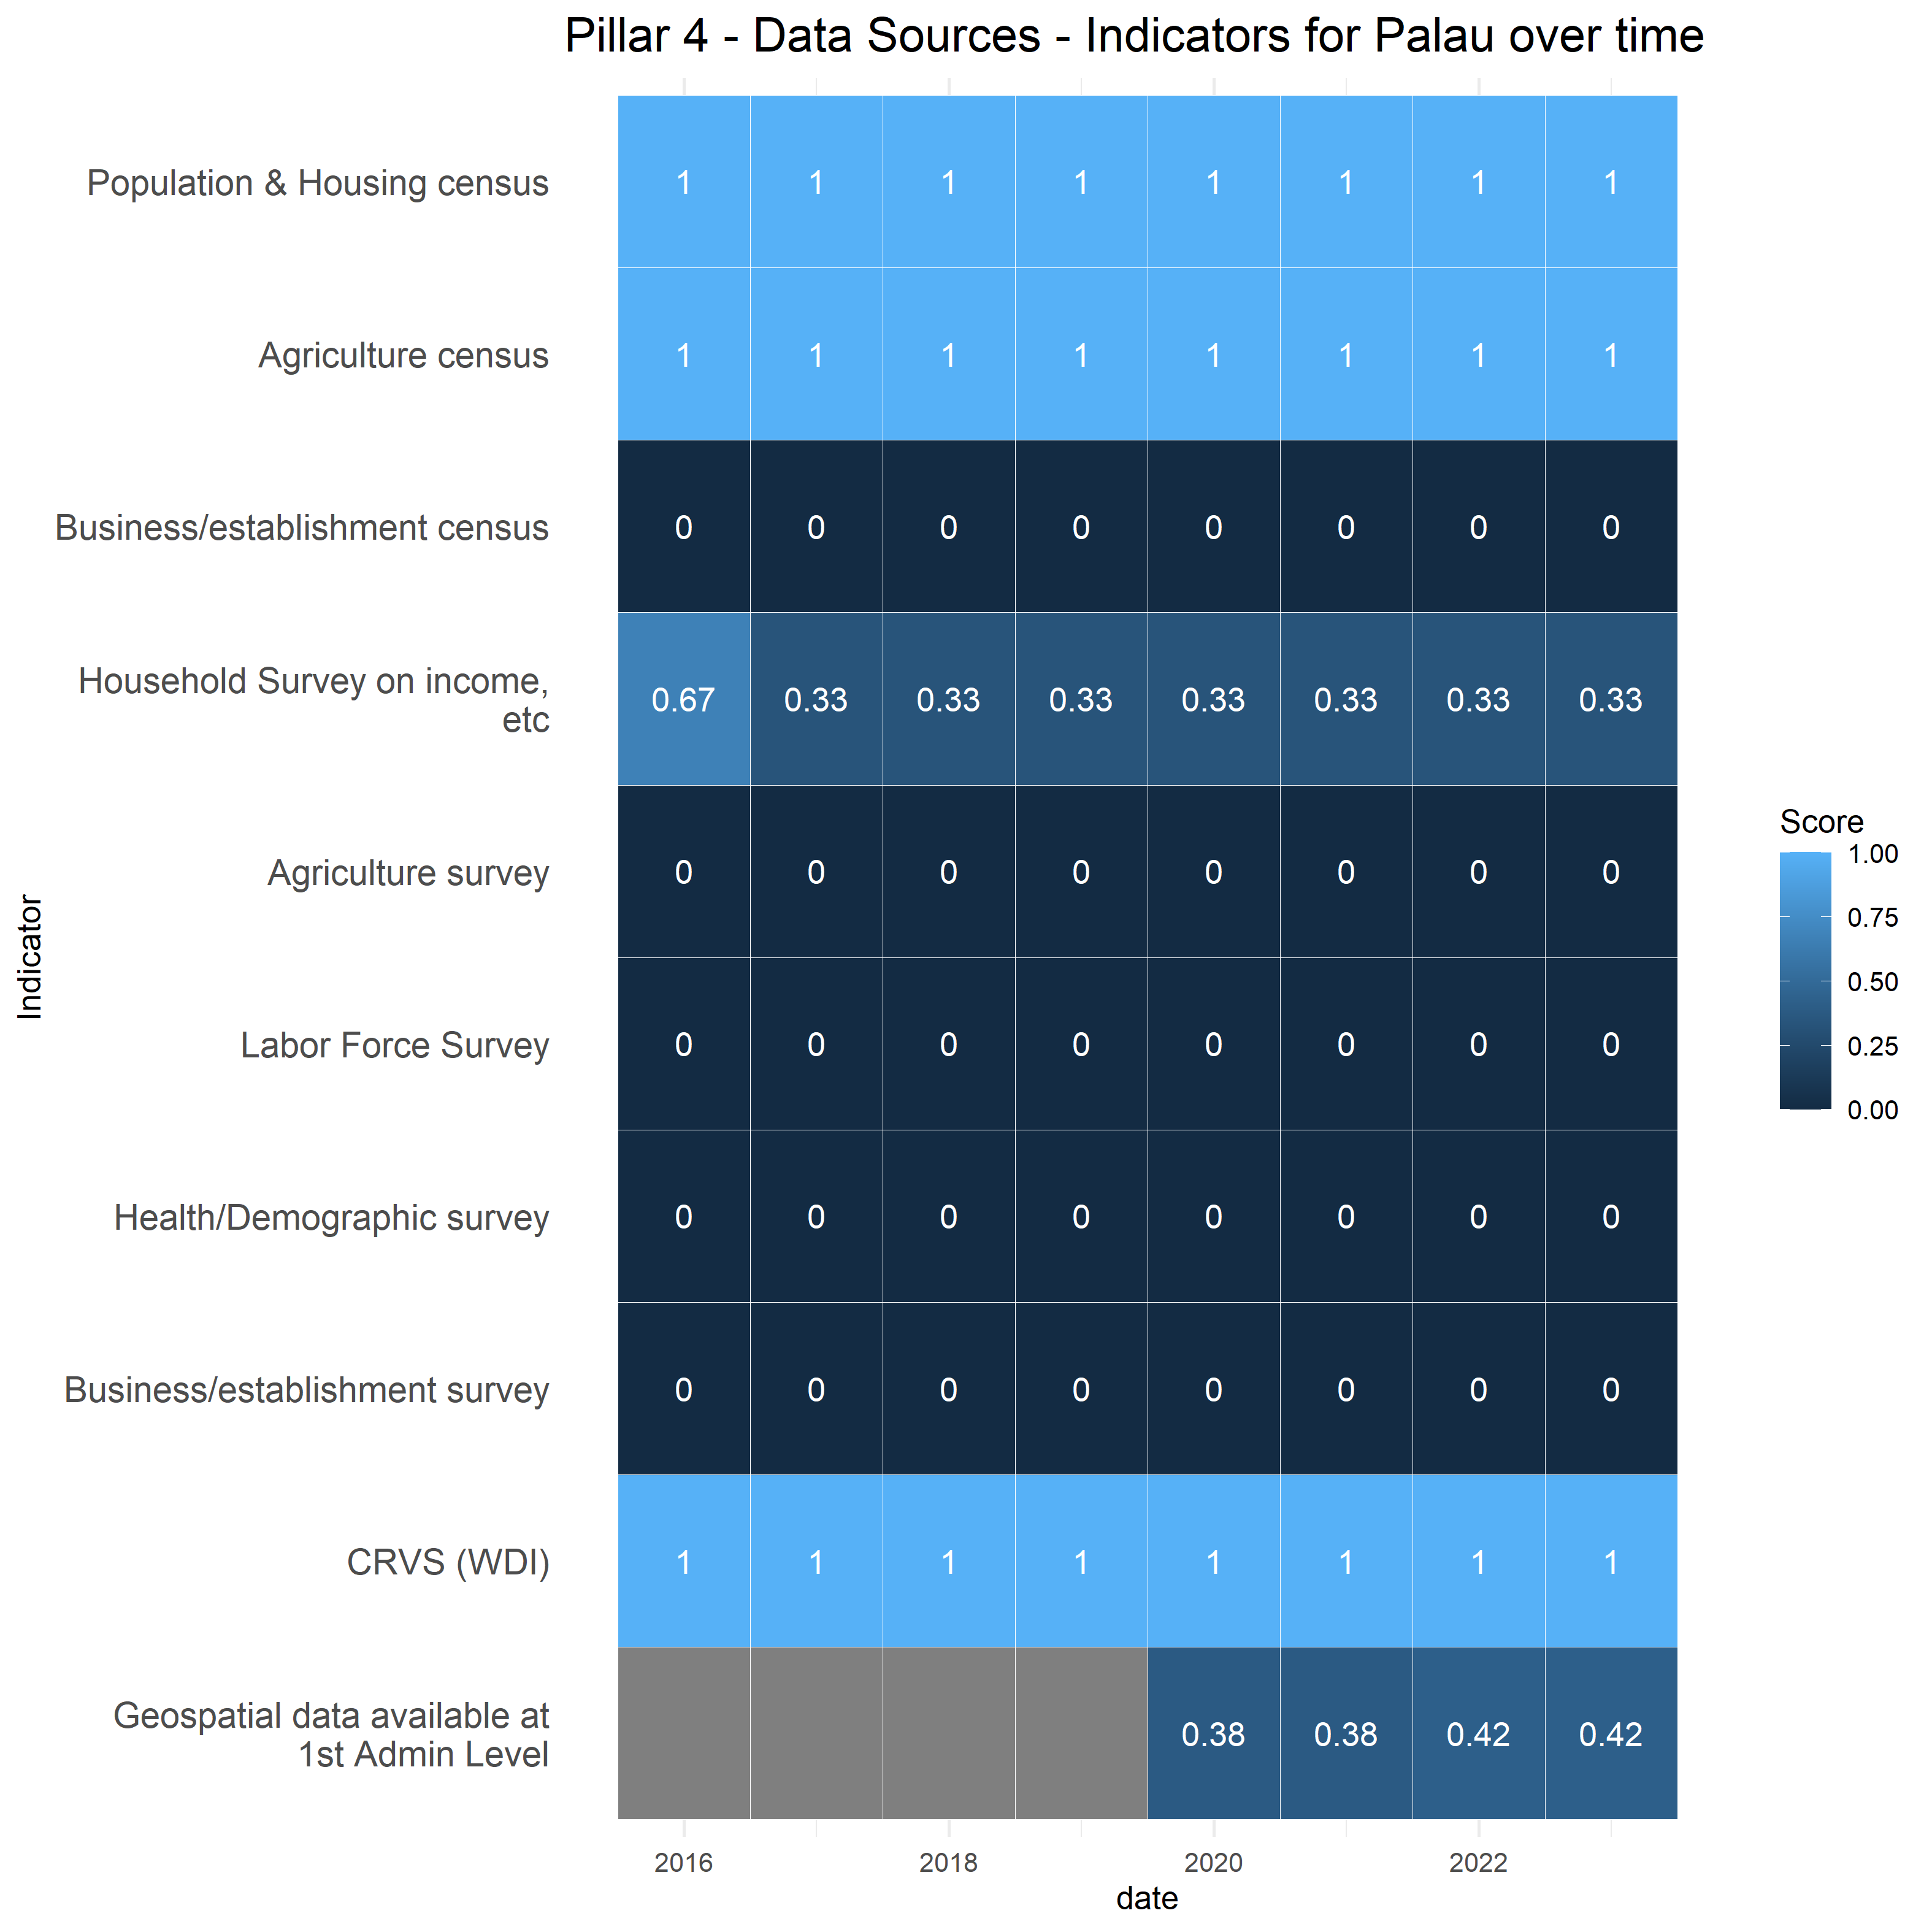 Pillar 4 - Data Sources - Indicators for Palau over time
Indicator
Population & Housing census
1 1 1 1 1 1 1 1
Agriculture census
1 1 1 1 1 1 1 1
Business/establishment census
0 0 0 0 0 0 0 0
Household Survey on income,
etc
0.67 0.33 0.33 0.33 0.33 0.33 0.33 0.33
Agriculture survey
0 0 0 0 0 0 0 0
Labor Force Survey
0 0 0 0 0 0 0 0
Health/Demographic survey
0 0 0 0 0 0 0 0
Business/establishment survey
0 0 0 0 0 0 0 0
CRVS (WDI)
1 1 1 1 1 1 1 1
Geospatial data available at
1st Admin Level
0.38 0.38 0.42 0.42
2016 2018 2020 2022
date
Score
1.00
0.75
0.50
0.25
0.00